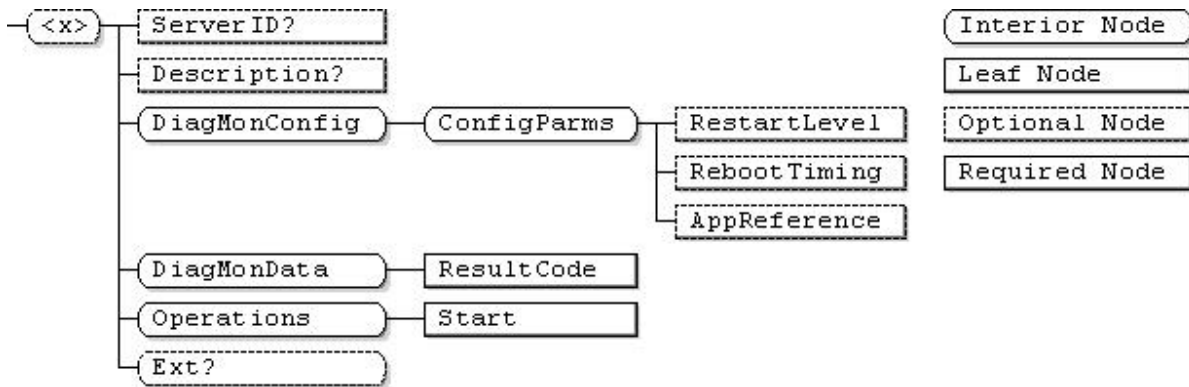 <x>
ServerID?
Description?
DiagMonConfig
ConfigParms
RestartLevel
RebootTiming
AppReference
DiagMonData
ResultCode
Operations
Start
Ext?
Interior Node
Leaf Node
Optional Node
Required Node